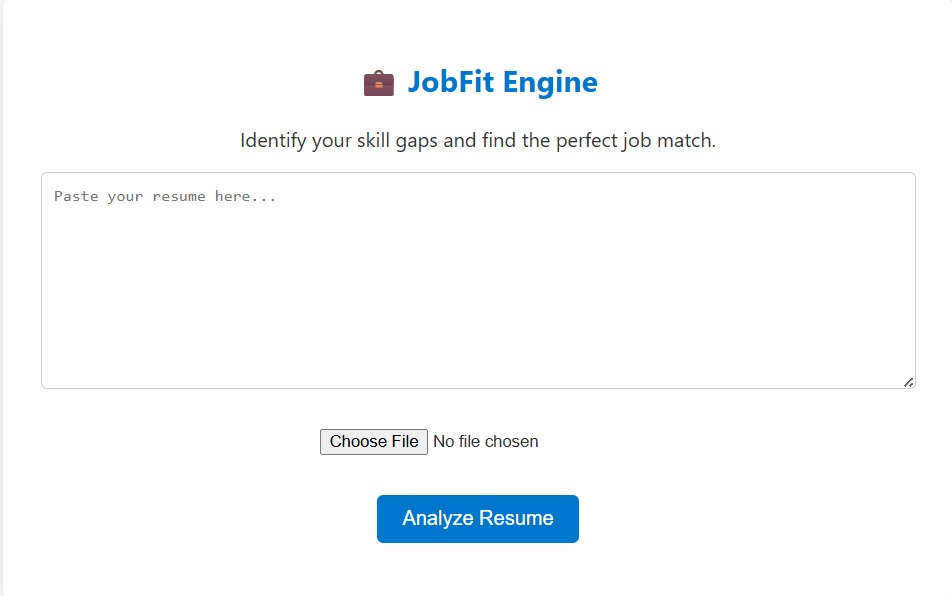 JobFit Engine
Identify your skill gaps and find the perfect job match.
Paste your resume here...
Choose File No file chosen
Analyze Resume